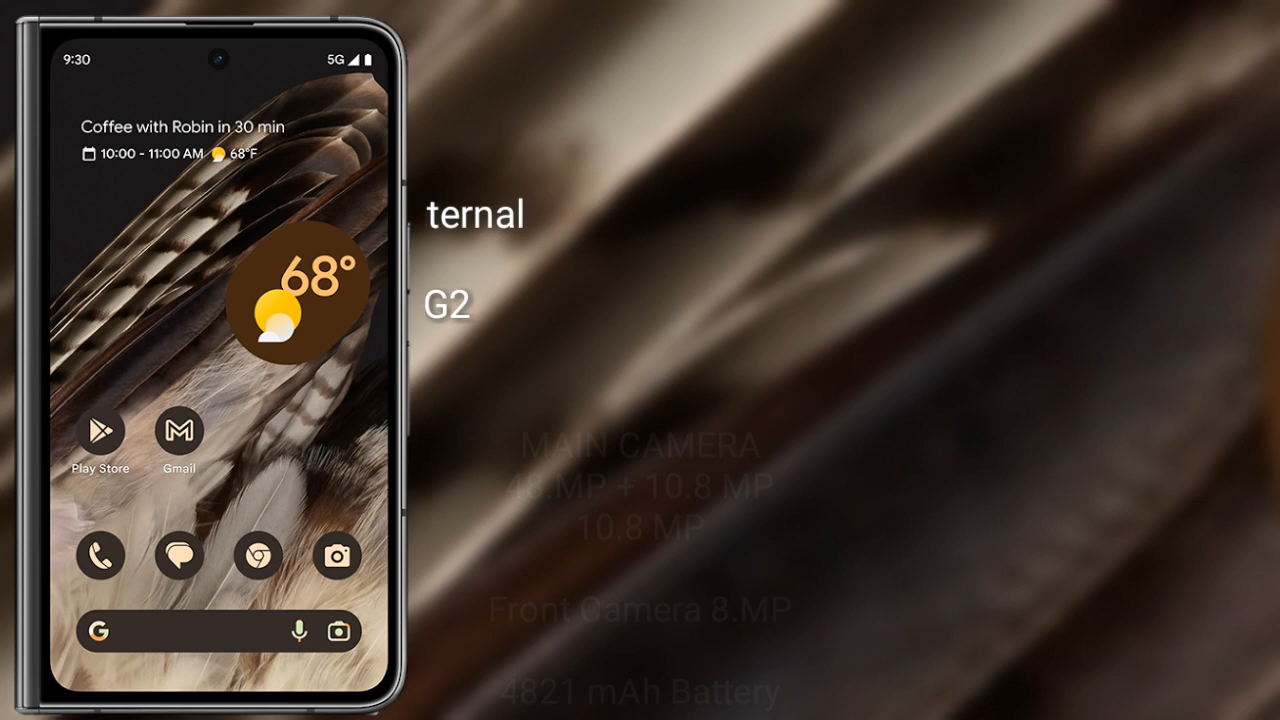 9:30
5G
Coffee with Robin in 30 min
10:00 - 11:00 AM 68°F
68°
ternal
G2
Play Store
Gmail
MAIN CAMERA
48.MP + 10.8 MP
10.8 MP
Front Camera 8.MP
4821 mAh Battery
G